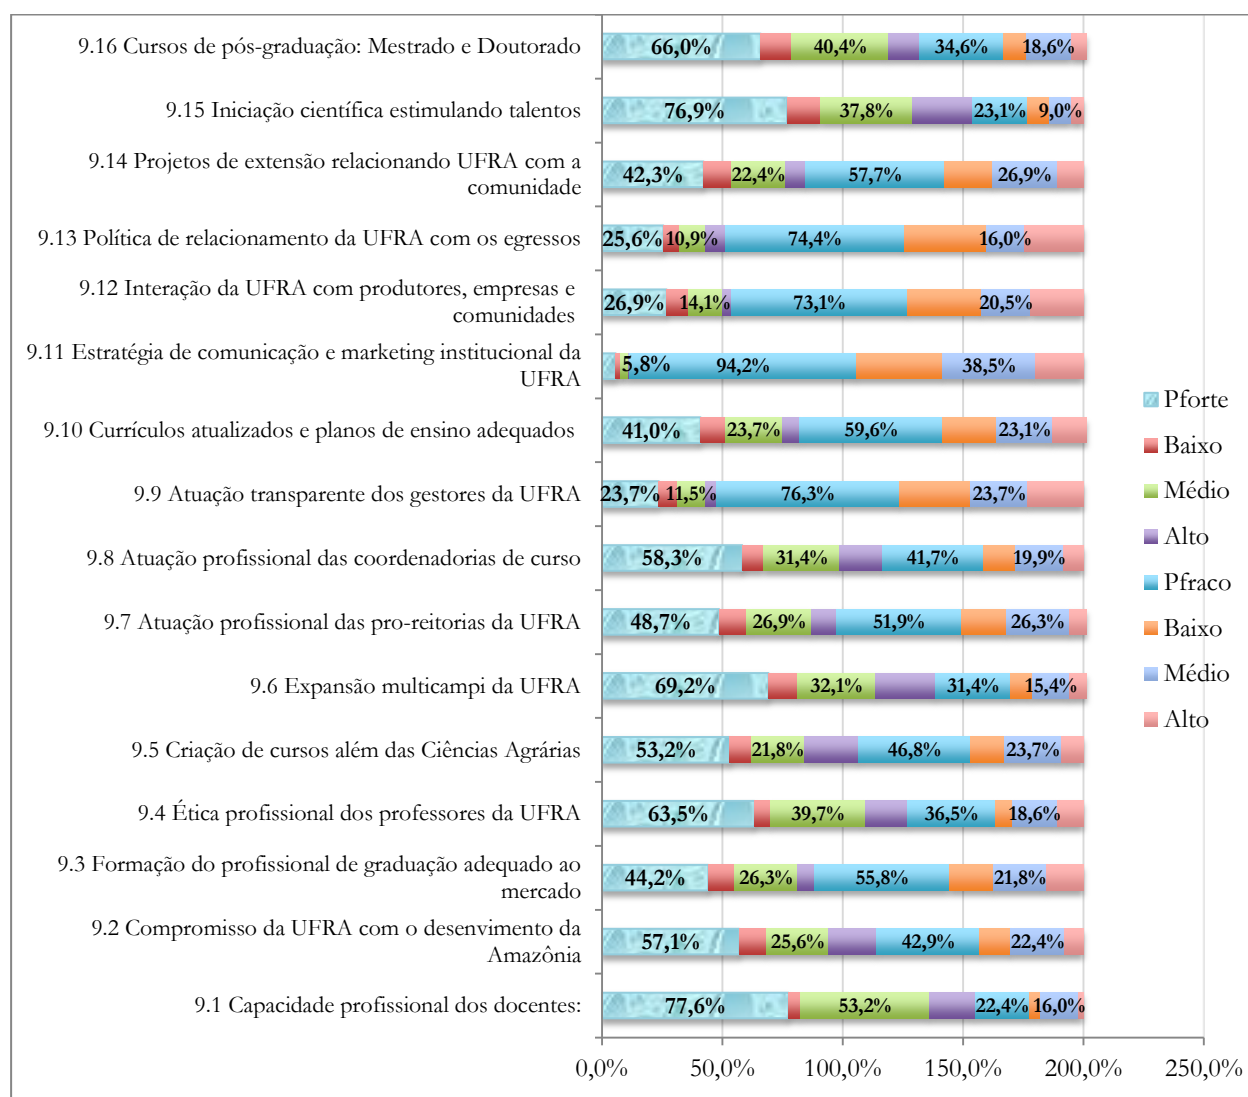 9.16 Cursos de pós-graduação: Mestrado e Doutorado
66,0% 40,4% 34,6% 18,6%
9.15 Iniciação científica estimulando talentos
76,9% 37,8% 23,1% 9,0%
9.14 Projetos de extensão relacionando UFRA com a
comunidade
42,3% 22,4% 57,7% 26,9%
9.13 Política de relacionamento da UFRA com os egressos
25,6% 10,9% 74,4% 16,0%
9.12 Interação da UFRA com produtores, empresas e
comunidades
26,9% 14,1% 73,1% 20,5%
9.11 Estratégia de comunicação e marketing institucional da
UFRA
5,8% 94,2% 38,5%
9.10 Currículos atualizados e planos de ensino adequados
41,0% 23,7% 59,6% 23,1%
9.9 Atuação transparente dos gestores da UFRA
23,7% 11,5% 76,3% 23,7%
9.8 Atuação profissional das coordenadorias de curso
58,3% 31,4% 41,7% 19,9%
9.7 Atuação profissional das pro-reitorias da UFRA
48,7% 26,9% 51,9% 26,3%
9.6 Expansão multicampi da UFRA
69,2% 32,1% 31,4% 15,4%
9.5 Criação de cursos além das Ciências Agrárias
53,2% 21,8% 46,8% 23,7%
9.4 Ética profissional dos professores da UFRA
63,5% 39,7% 36,5% 18,6%
9.3 Formação do profissional de graduação adequado ao
mercado
44,2% 26,3% 55,8% 21,8%
9.2 Compromisso da UFRA com o desenvimento da
Amazônia
57,1% 25,6% 42,9% 22,4%
9.1 Capacidade profissional dos docentes:
77,6% 53,2% 22,4% 16,0%
0,0% 50,0% 100,0% 150,0% 200,0% 250,0%
Pforte
Baixo
Médio
Alto
Pfraco
Baixo
Médio
Alto